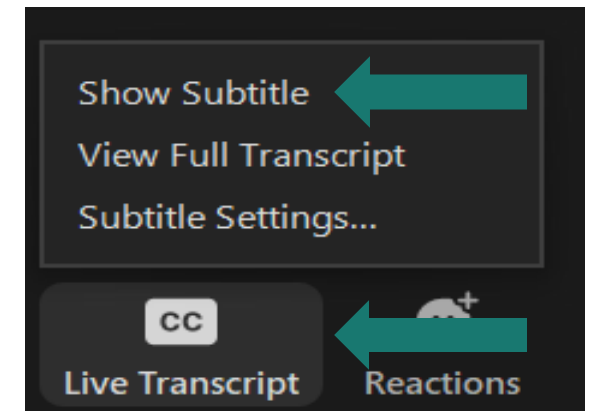 Show Subtitle
View Full Transcript
Subtitle Settings...
CC
Live Transcript
Reactions